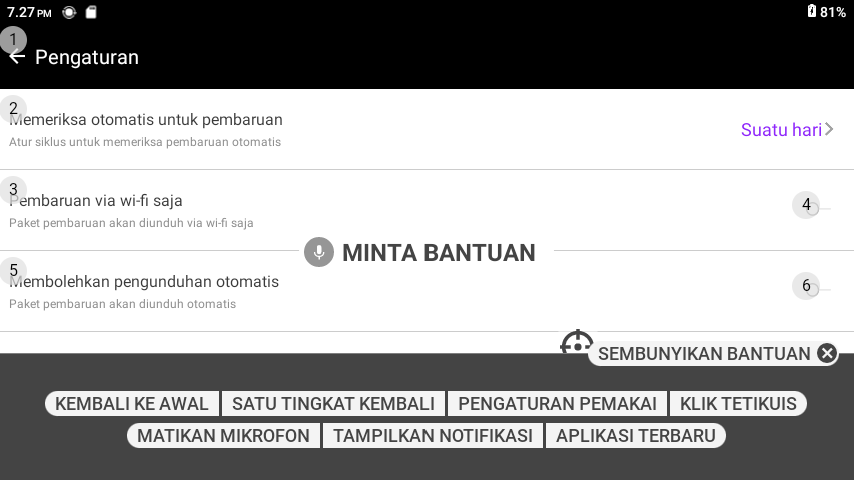 7.27 PM
81%
1
Pengaturan
2
Memeriksa otomatis untuk pembaruan
Atur siklus untuk memeriksa pembaruan otomatis
Suatu hari
3
Pembaruan via wi-fi saja
Paket pembaruan akan diunduh via wi-fi saja
4
MINTA BANTUAN
5
Membolehkan pengunduhan otomatis
Paket pembaruan akan diunduh otomatis
6
SEMBUNYIKAN BANTUAN
KEMBALI KE AWAL
SATU TINGKAT KEMBALI
PENGATURAN PEMAKAI
KLIK TETIKUIS
MATIKAN MIKROFON
TAMPILKAN NOTIFIKASI
APLIKASI TERBARU